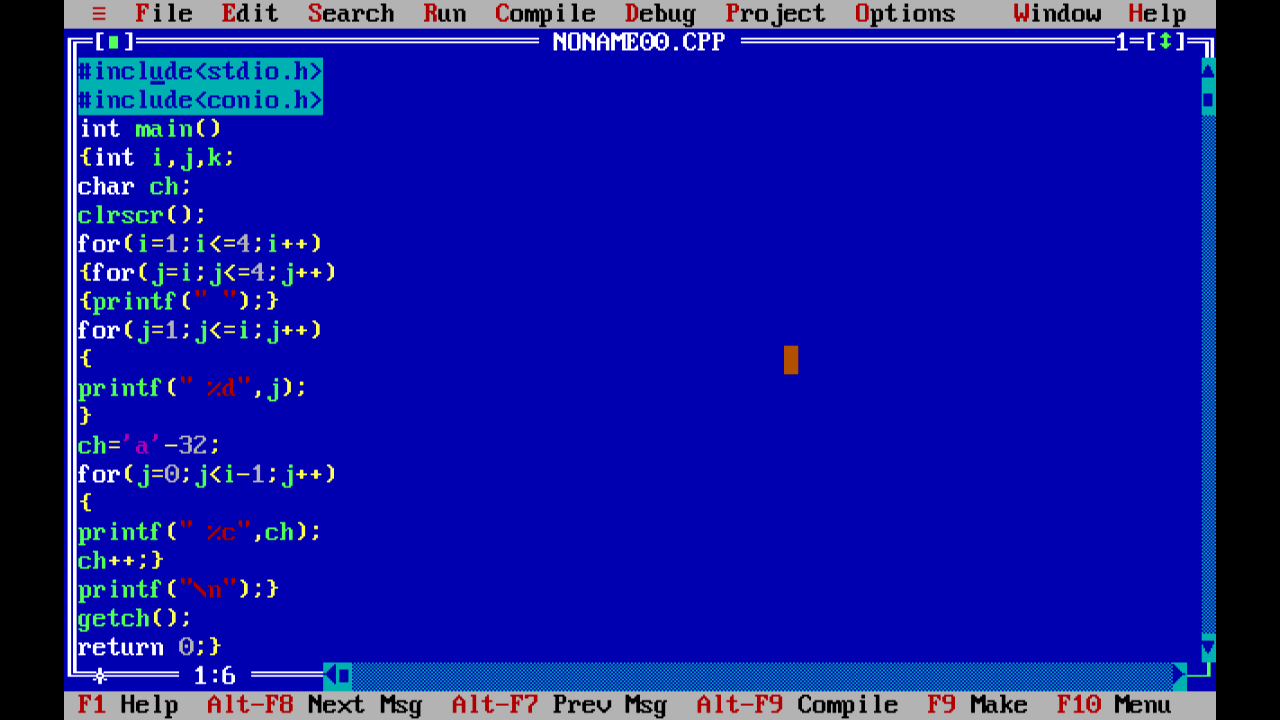 ≡ File Edit Search Run Compile Debug Project Options Window Help
[■] NONAME00.CPP 1=[↕]
#include<stdio.h>
#include<conio.h>
int main()
{int i,j,k;
char ch;
clrscr();
for(i=1;i<=4;i++)
{for(j=i;j<=4;j++)
{printf(" ");}
for(j=1;j<=i;j++)
{
printf(" %d",j);
}
ch='a'-32;
for(j=0;j<i-1;j++)
{
printf(" %c",ch);
ch++;}
printf("\n");}
getch();
return 0;}
1:6
F1 Help Alt-F8 Next Msg Alt-F7 Prev Msg Alt-F9 Compile F9 Make F10 Menu